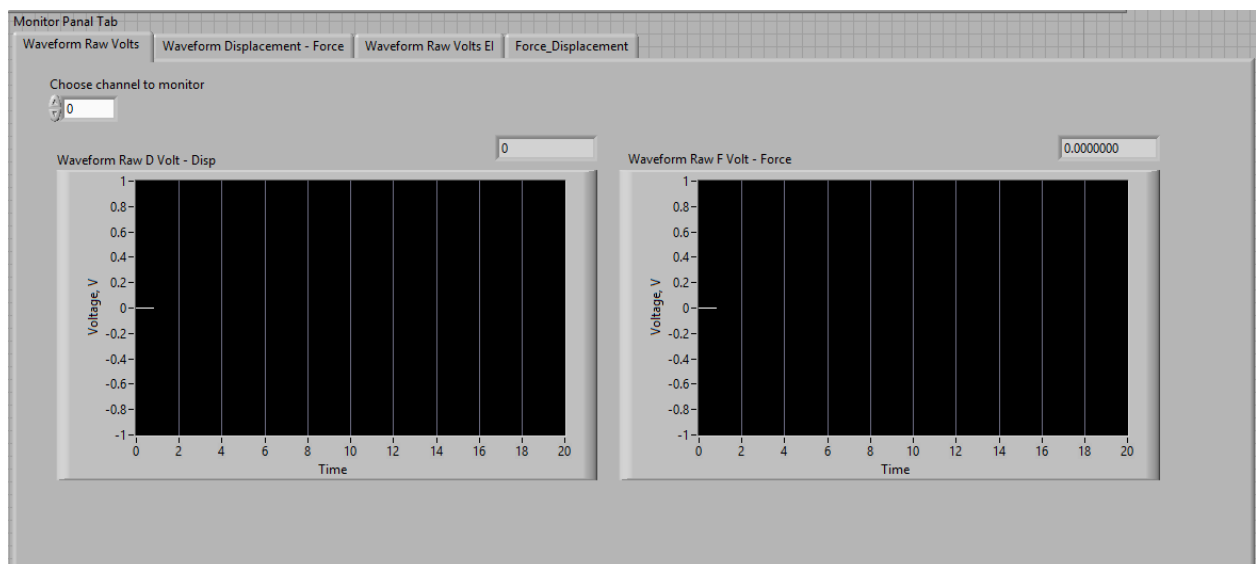 Monitor Panal Tab
Waveform Raw Volts Waveform Displacement - Force Waveform Raw Volts EI Force_Displacement
Choose channel to monitor
0
Waveform Raw D Volt - Disp
0
1
0.8
0.6
0.4
0.2
0
-0.2
-0.4
-0.6
-0.8
-1
Voltage, V
0 2 4 6 8 10 12 14 16 18 20
Time
Waveform Raw F Volt - Force
0.0000000
1
0.8
0.6
0.4
0.2
0
-0.2
-0.4
-0.6
-0.8
-1
Voltage, V
0 2 4 6 8 10 12 14 16 18 20
Time